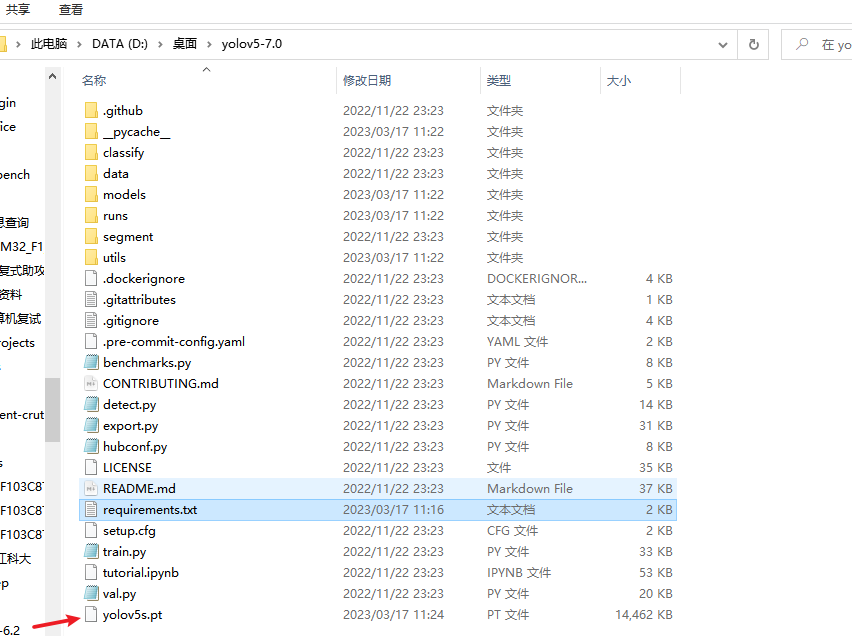 共享 查看
此电脑 > DATA (D:) > 桌面 > yolov5-7.0 在 yo
名称 修改日期 类型 大小
.github 2022/11/22 23:23 文件夹
__pycache__ 2023/03/17 11:22 文件夹
classify 2022/11/22 23:23 文件夹
data 2022/11/22 23:23 文件夹
models 2023/03/17 11:22 文件夹
runs 2023/03/17 11:22 文件夹
segment 2022/11/22 23:23 文件夹
utils 2023/03/17 11:22 文件夹
.dockerignore 2022/11/22 23:23 DOCKERIGNOR... 4 KB
.gitattributes 2022/11/22 23:23 文本文档 1 KB
.gitignore 2022/11/22 23:23 文本文档 4 KB
.pre-commit-config.yaml 2022/11/22 23:23 YAML 文件 2 KB
benchmarks.py 2022/11/22 23:23 PY 文件 8 KB
CONTRIBUTING.md 2022/11/22 23:23 Markdown File 5 KB
detect.py 2022/11/22 23:23 PY 文件 14 KB
export.py 2022/11/22 23:23 PY 文件 31 KB
hubconf.py 2022/11/22 23:23 PY 文件 8 KB
LICENSE 2022/11/22 23:23 文件 35 KB
README.md 2022/11/22 23:23 Markdown File 37 KB
requirements.txt 2023/03/17 11:16 文本文档 2 KB
setup.cfg 2022/11/22 23:23 CFG 文件 2 KB
train.py 2022/11/22 23:23 PY 文件 33 KB
tutorial.ipynb 2022/11/22 23:23 IPYNB 文件 53 KB
val.py 2022/11/22 23:23 PY 文件 20 KB
yolov5s.pt 2023/03/17 11:24 PT 文件 14,462 KB
gin
ice
bench
息查询
M32_F1
复式助攻
资料
算机复试
rojects
ent-crut
s
F103C8
F103C8
F103C8
江科大
ep
-6.2